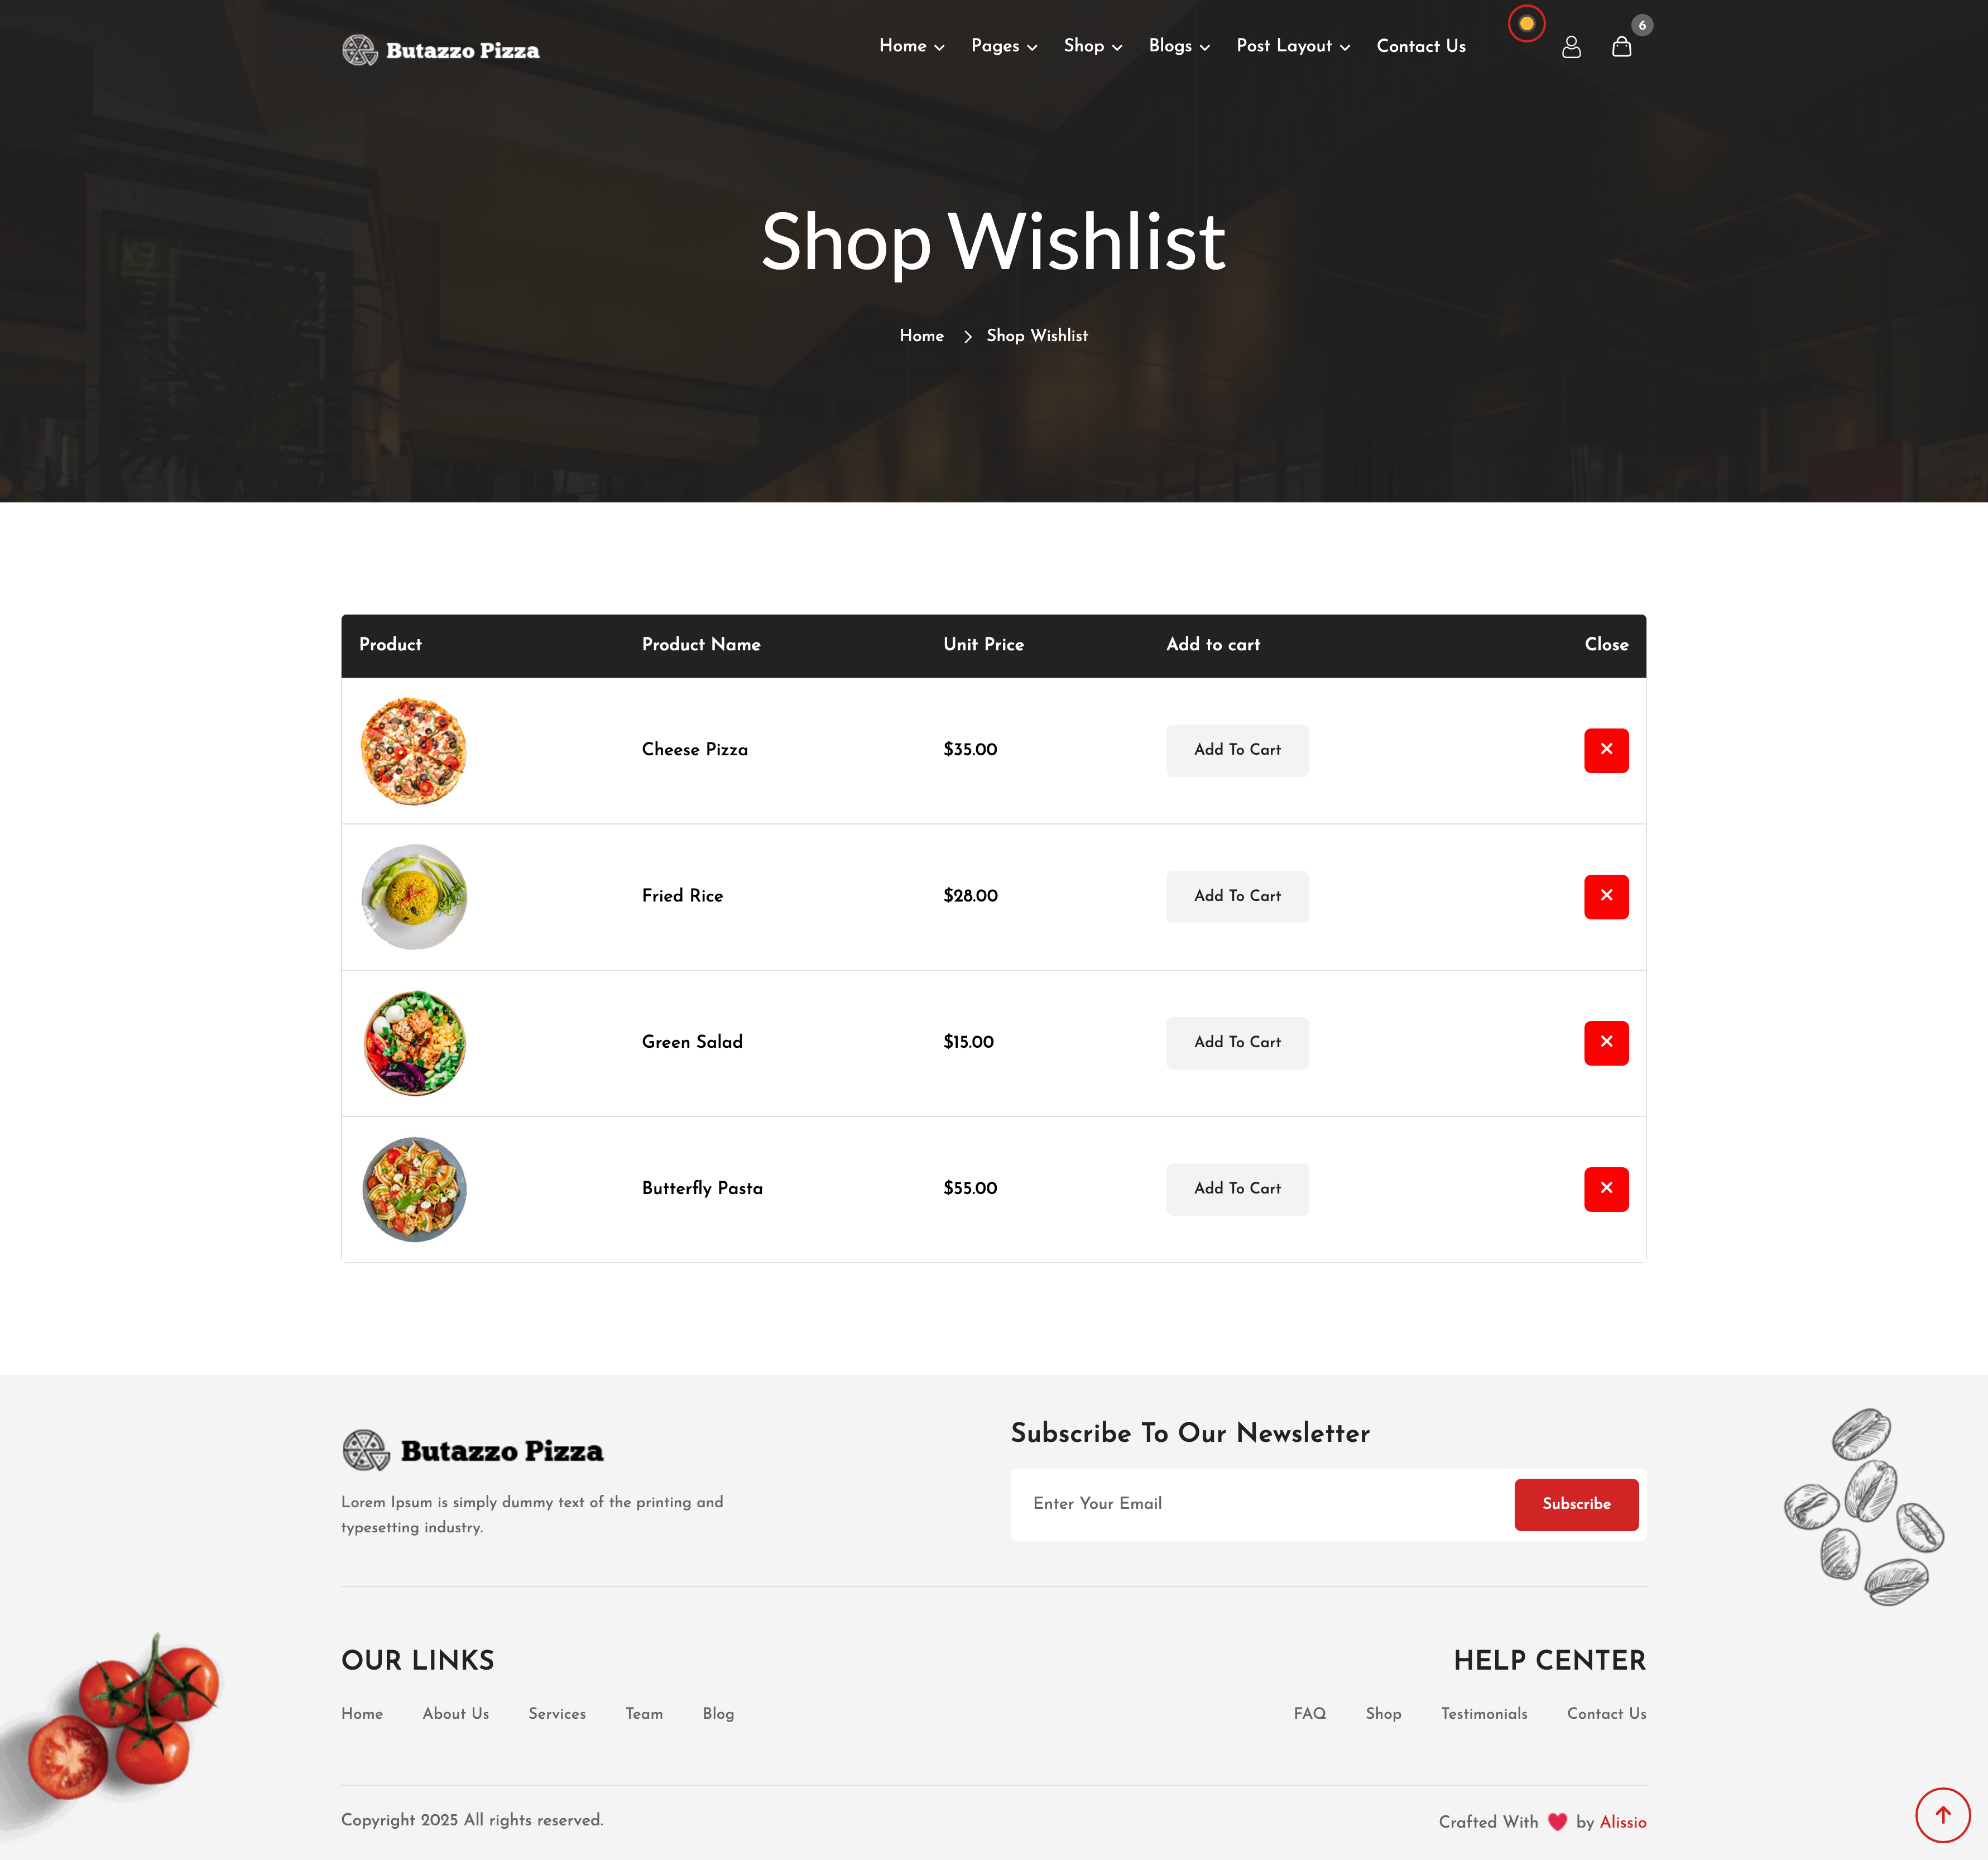 Butazzo Pizza
Home Pages Shop Blogs Post Layout Contact Us
6
EX
Shop Wishlist
Home Shop Wishlist
Product Product Name Unit Price Add to cart Close
Cheese Pizza $35.00 Add To Cart
Fried Rice $28.00 Add To Cart
Green Salad $15.00 Add To Cart
Butterfly Pasta $55.00 Add To Cart
Butazzo Pizza
Lorem Ipsum is simply dummy text of the printing and
typesetting industry.
Subscribe To Our Newsletter
Enter Your Email Subscribe
OUR LINKS
Home About Us Services Team Blog
HELP CENTER
FAQ Shop Testimonials Contact Us
Copyright 2025 All rights reserved.
Crafted With ❤ by Alissio